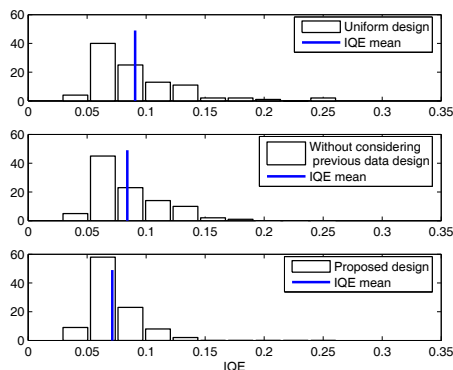 60
40
20
0
0 0.05 0.1 0.15 0.2 0.25 0.3 0.35
Uniform design
IQE mean
60
40
20
0
0 0.05 0.1 0.15 0.2 0.25 0.3 0.35
Without considering
previous data design
IQE mean
60
40
20
0
0 0.05 0.1 0.15 0.2 0.25 0.3 0.35
Proposed design
IQE mean
IQE